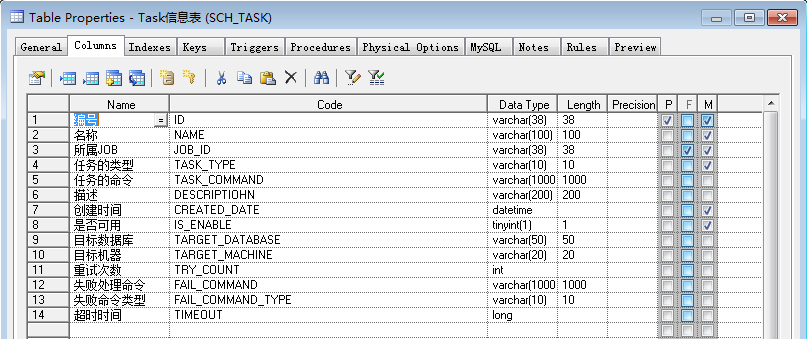 Table Properties - Task信息表 (SCH_TASK)
General Columns Indexes Keys Triggers Procedures Physical Options MySQL Notes Rules Preview
Name Code Data Type Length Precision P F M
1 编号 = ID varchar(38) 38
2 名称 NAME varchar(100) 100
3 所属JOB JOB_ID varchar(38) 38
4 任务的类型 TASK_TYPE varchar(10) 10
5 任务的命令 TASK_COMMAND varchar(1000 1000
6 描述 DESCRIPTIOHN varchar(200) 200
7 创建时间 CREATED_DATE datetime
8 是否可用 IS_ENABLE tinyint(1) 1
9 目标数据库 TARGET_DATABASE varchar(50) 50
10 目标机器 TARGET_MACHINE varchar(20) 20
11 重试次数 TRY_COUNT int
12 失败处理命令 FAIL_COMMAND varchar(1000 1000
13 失败命令类型 FAIL_COMMAND_TYPE varchar(10) 10
14 超时时间 TIMEOUT long